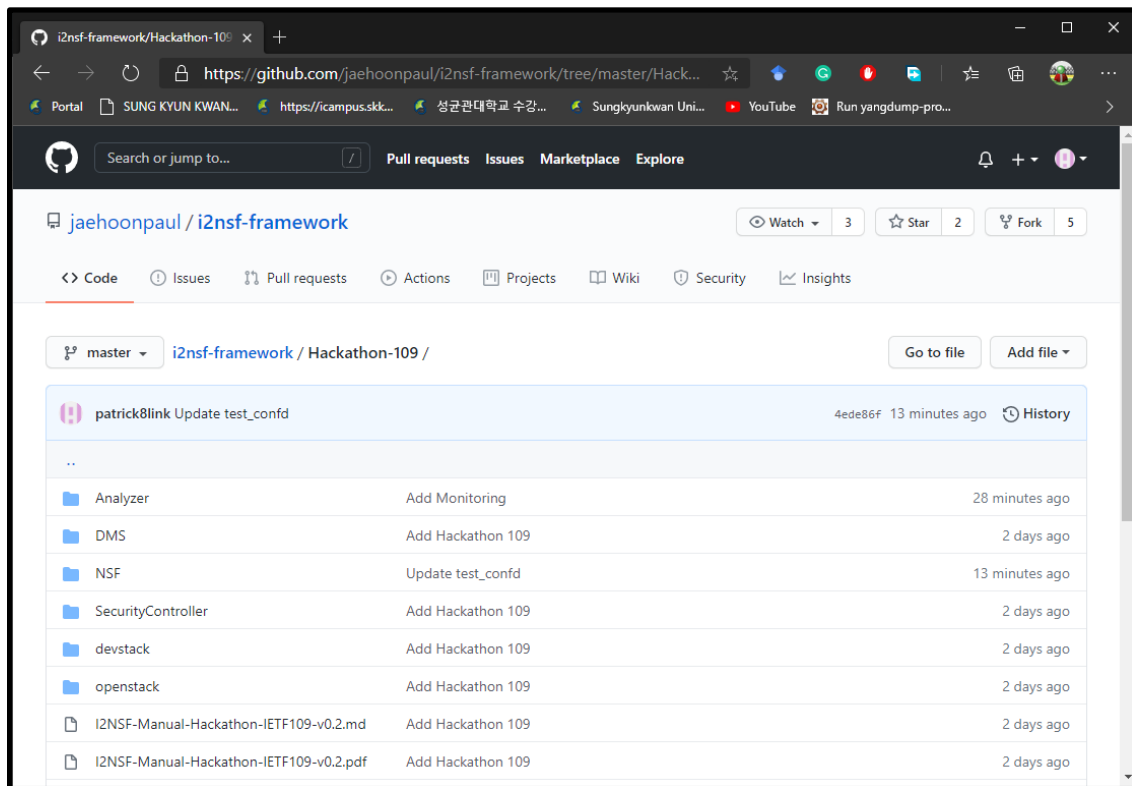 i2nsf-framework/Hackathon-109
https://github.com/jaehoonpaul/i2nsf-framework/tree/master/Hack...
Portal SUNG KYUN KWAN... https://icampus.skk... 성균관대학교 수강... Sungkyunkwan Uni... YouTube Run yangdump-pro...
Search or jump to... / Pull requests Issues Marketplace Explore
jaehoonpaul / i2nsf-framework Watch 3 Star 2 Fork 5
Code Issues Pull requests Actions Projects Wiki Security Insights
master i2nsf-framework / Hackathon-109 / Go to file Add file
patrick8link Update test_confd 4ede86f 13 minutes ago History
..
Analyzer Add Monitoring 28 minutes ago
DMS Add Hackathon 109 2 days ago
NSF Update test_confd 13 minutes ago
SecurityController Add Hackathon 109 2 days ago
devstack Add Hackathon 109 2 days ago
openstack Add Hackathon 109 2 days ago
I2NSF-Manual-Hackathon-IETF109-v0.2.md Add Hackathon 109 2 days ago
I2NSF-Manual-Hackathon-IETF109-v0.2.pdf Add Hackathon 109 2 days ago